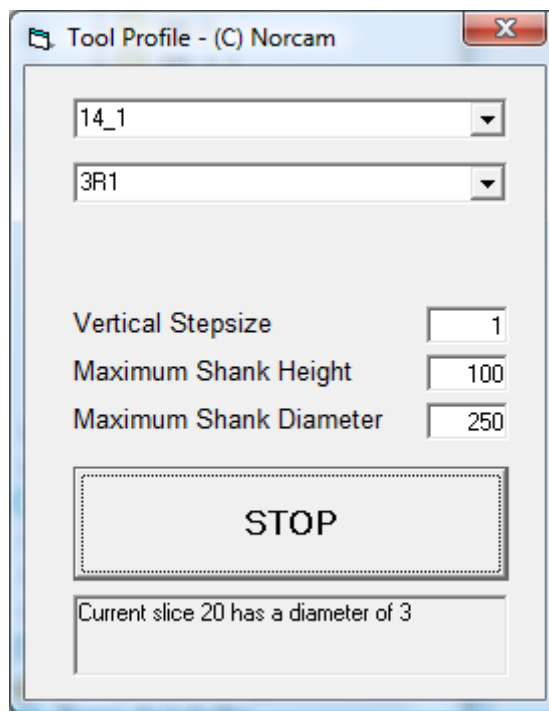 Tool Profile - (C) Norcam
14_1
3R1
Vertical Stepsize 1
Maximum Shank Height 100
Maximum Shank Diameter 250
STOP
Current slice 20 has a diameter of 3